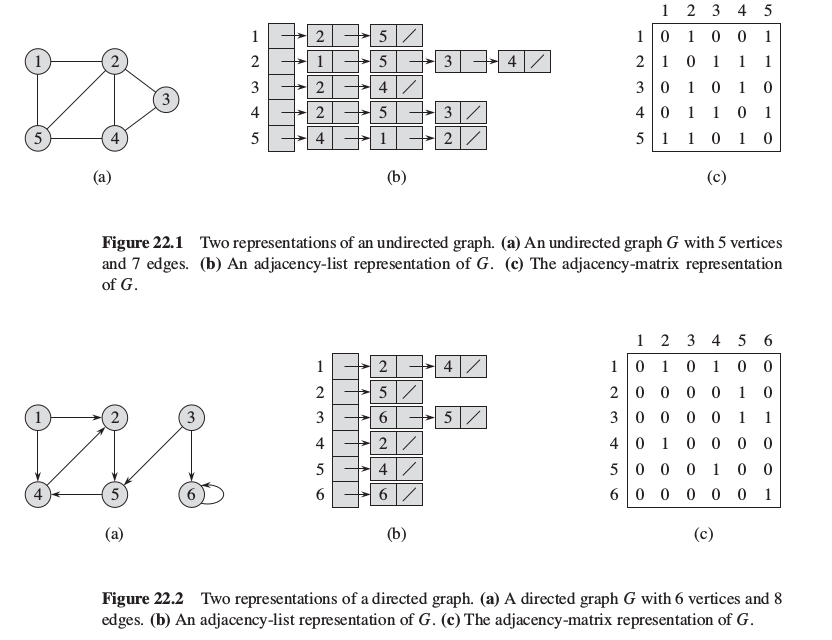 1 2 3 4 5
1 2 5 /
2 1 5 3 4 /
3 2 4 /
4 2 5 3 /
5 4 1 2 /
1 0 1 0 0 1
2 1 0 1 1 1
3 0 1 0 1 0
4 0 1 1 0 1
5 1 1 0 1 0
1 2
3
5 4
(a) (b) (c)
Figure 22.1 Two representations of an undirected graph. (a) An undirected graph G with 5 vertices
and 7 edges. (b) An adjacency-list representation of G. (c) The adjacency-matrix representation
of G.
1 2 3 4 5 6
1 2 4 /
2 5 /
3 6 5 /
4 2 /
5 4 /
6 6 /
1 0 1 0 1 0 0
2 0 0 0 0 1 0
3 0 0 0 0 1 1
4 0 1 0 0 0 0
5 0 0 0 1 0 0
6 0 0 0 0 0 1
1 2 3
4 5 6
(a) (b) (c)
Figure 22.2 Two representations of a directed graph. (a) A directed graph G with 6 vertices and 8
edges. (b) An adjacency-list representation of G. (c) The adjacency-matrix representation of G.